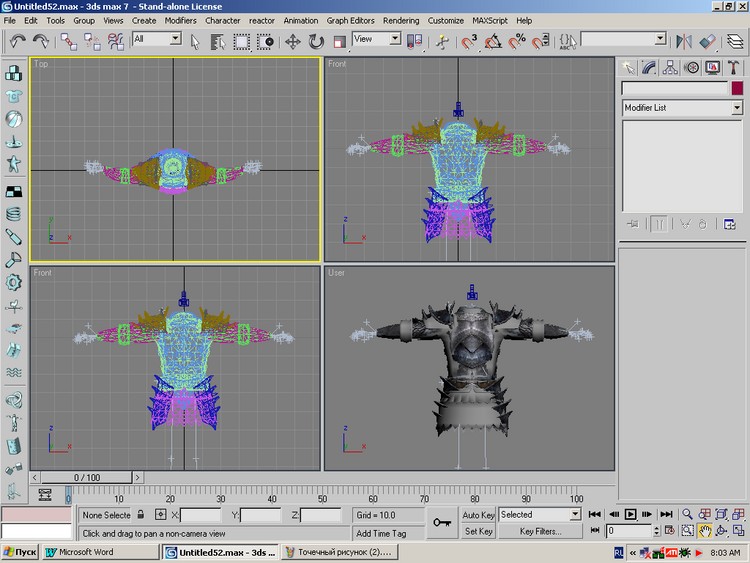 Untitled52.max - 3ds max 7 - Stand-alone License
File Edit Tools Group Views Create Modifiers Character reactor Animation Graph Editors Rendering Customize MAXScript Help
All View
Top Front
Modifier List
Front User
0 / 100
0 10 20 30 40 50 60 70 80 90 100
None Selecte X: Y: Z: Grid = 10.0 Auto Key Selected
Click and drag to pan a non-camera view Add Time Tag Set Key Key Filters... 0
Пуск Microsoft Word Untitled52.max - 3ds ... Точечный рисунок (2).... RU 8:03 AM